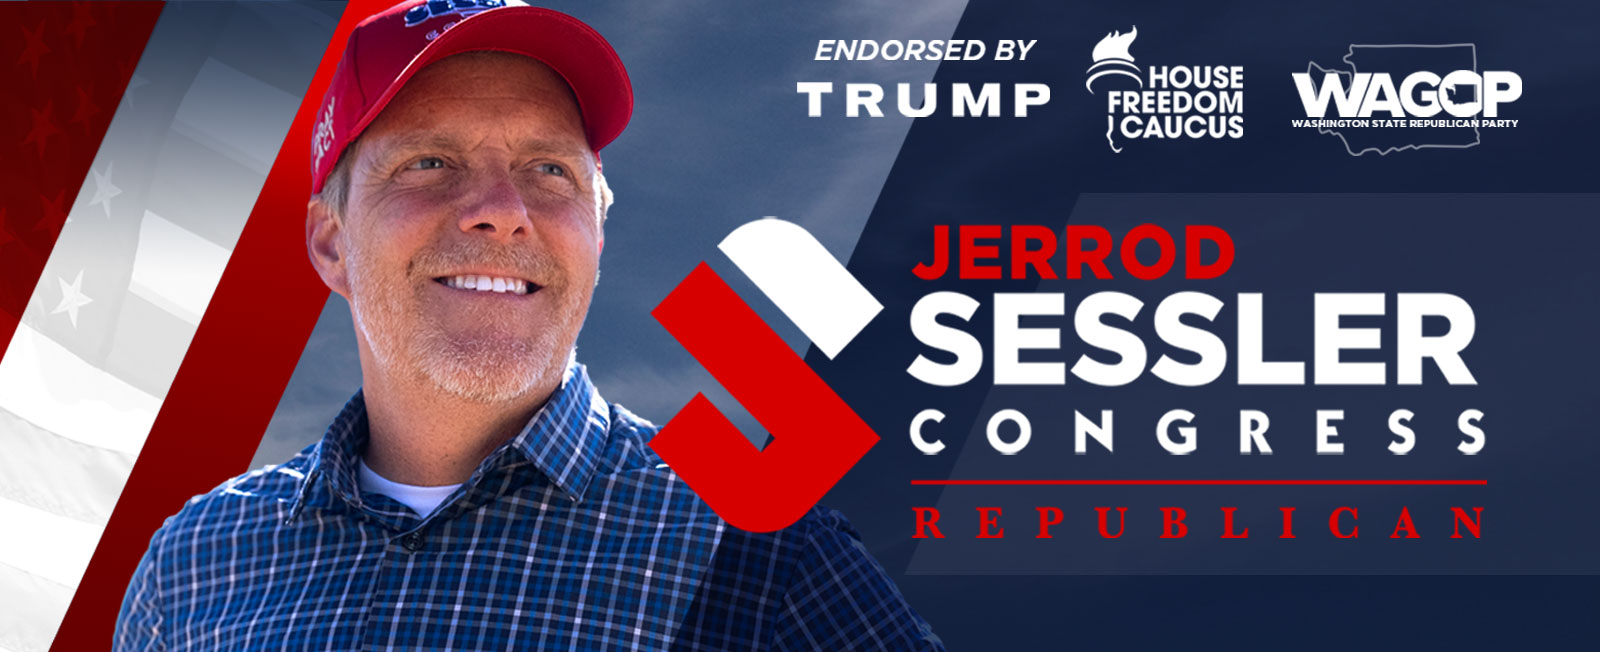 ENDORSED BY
TRUMP
HOUSE
FREEDOM
CAUCUS
WAGOP
WASHINGTON STATE REPUBLICAN PARTY
JERROD
SESSLER
CONGRESS
REPUBLICAN